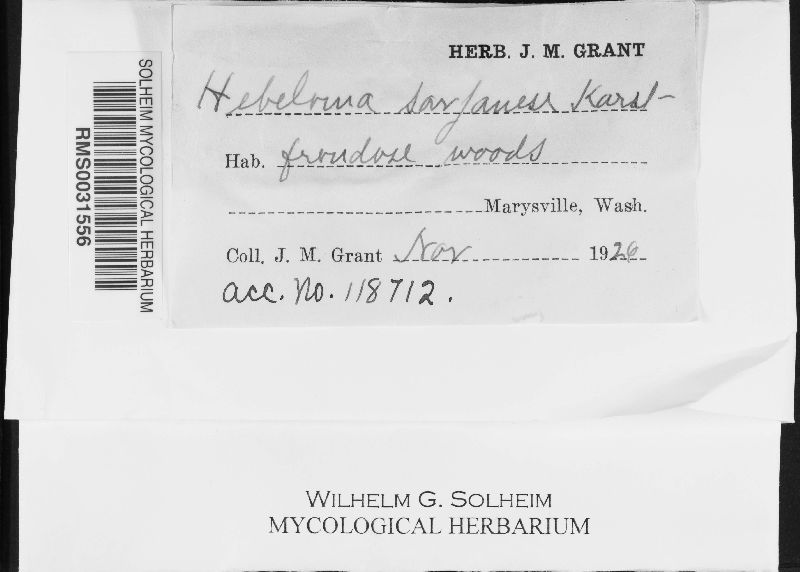 HERB. J. M. GRANT
Hebeloma Karst
Hab. frondose woods
Marysville, Wash.
Coll. J. M. Grant Nov 1926
acc. No. 118712.
SOLHEIM MYCOLOGICAL HERBARIUM
RMS0031556
WILHELM G. SOLHEIM
MYCOLOGICAL HERBARIUM